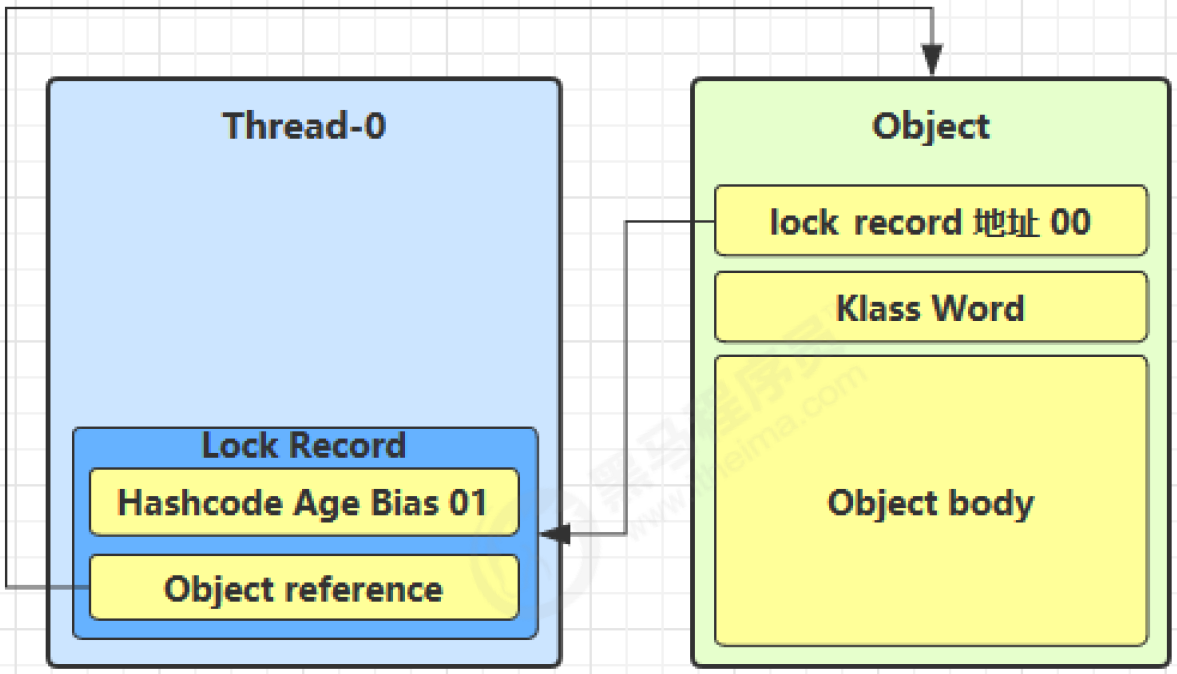 Thread-0
Lock Record
Hashcode Age Bias 01
Object reference
Object
lock record 地址 00
Klass Word
Object body
黑马程序员
www.itheima.com